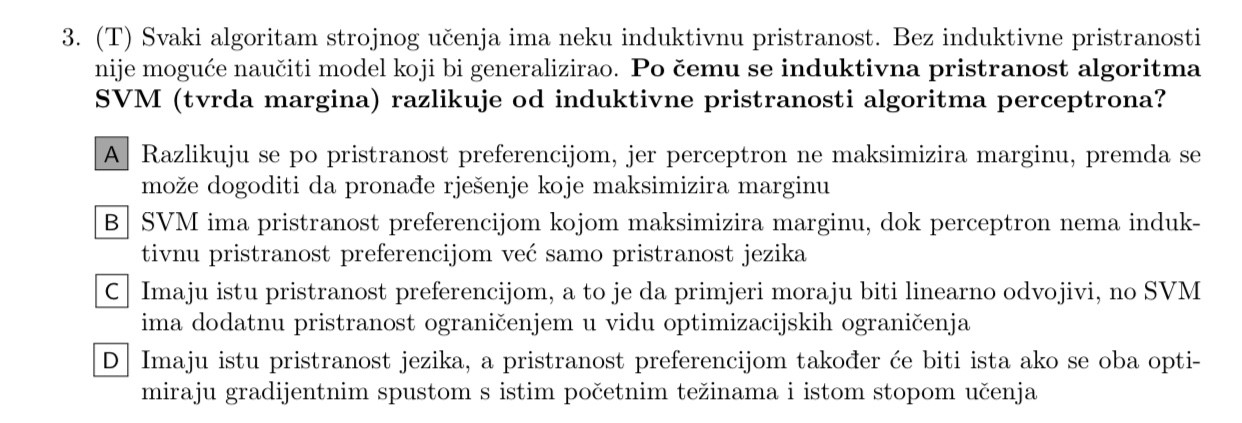 3. (T) Svaki algoritam strojnog učenja ima neku induktivnu pristranost. Bez induktivne pristranosti
nije moguće naučiti model koji bi generalizirao. Po čemu se induktivna pristranost algoritma
SVM (tvrda margina) razlikuje od induktivne pristranosti algoritma perceptrona?
A Razlikuju se po pristranost preferencijom, jer perceptron ne maksimizira marginu, premda se
može dogoditi da pronađe rješenje koje maksimizira marginu
B SVM ima pristranost preferencijom kojom maksimizira marginu, dok perceptron nema induk-
tivnu pristranost preferencijom već samo pristranost jezika
C Imaju istu pristranost preferencijom, a to je da primjeri moraju biti linearno odvojivi, no SVM
ima dodatnu pristranost ograničenjem u vidu optimizacijskih ograničenja
D Imaju istu pristranost jezika, a pristranost preferencijom također će biti ista ako se oba opti-
miraju gradijentnim spustom s istim početnim težinama i istom stopom učenja